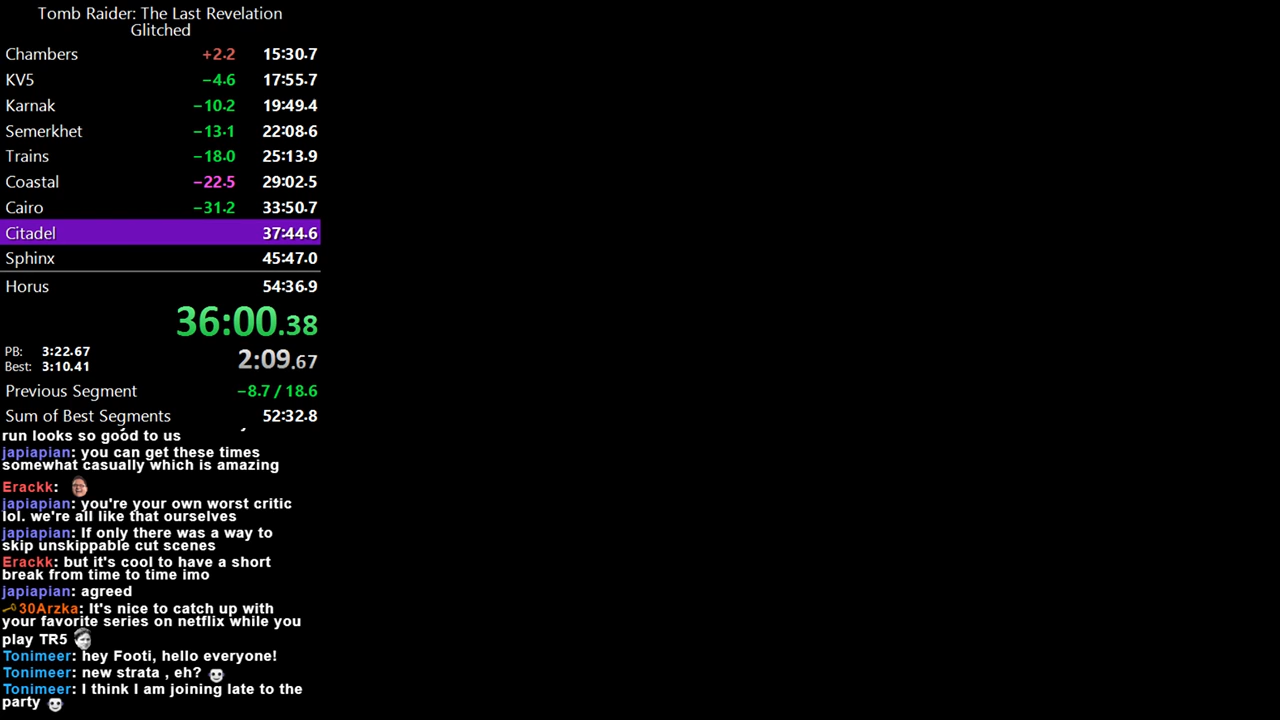 Tomb Raider: The Last Revelation
Glitched
Chambers +2.2 15:30.7
KV5 −4.6 17:55.7
Karnak −10.2 19:49.4
Semerkhet −13.1 22:08.6
Trains −18.0 25:13.9
Coastal −22.5 29:02.5
Cairo −31.2 33:50.7
Citadel 37:44.6
Sphinx 45:47.0
Horus 54:36.9
36:00.38
PB: 3:22.67
Best: 3:10.41
2:09.67
Previous Segment −8.7 / 18.6
Sum of Best Segments 52:32.8
run looks so good to us
japiapian: you can get these times
somewhat casually which is amazing
Erackk:
japiapian: you're your own worst critic
lol. we're all like that ourselves
japiapian: If only there was a way to
skip unskippable cut scenes
Erackk: but it's cool to have a short
break from time to time imo
japiapian: agreed
30Arzka: It's nice to catch up with
your favorite series on netflix while you
play TR5
Tonimeer: hey Footi, hello everyone!
Tonimeer: new strata , eh?
Tonimeer: I think I am joining late to the
party